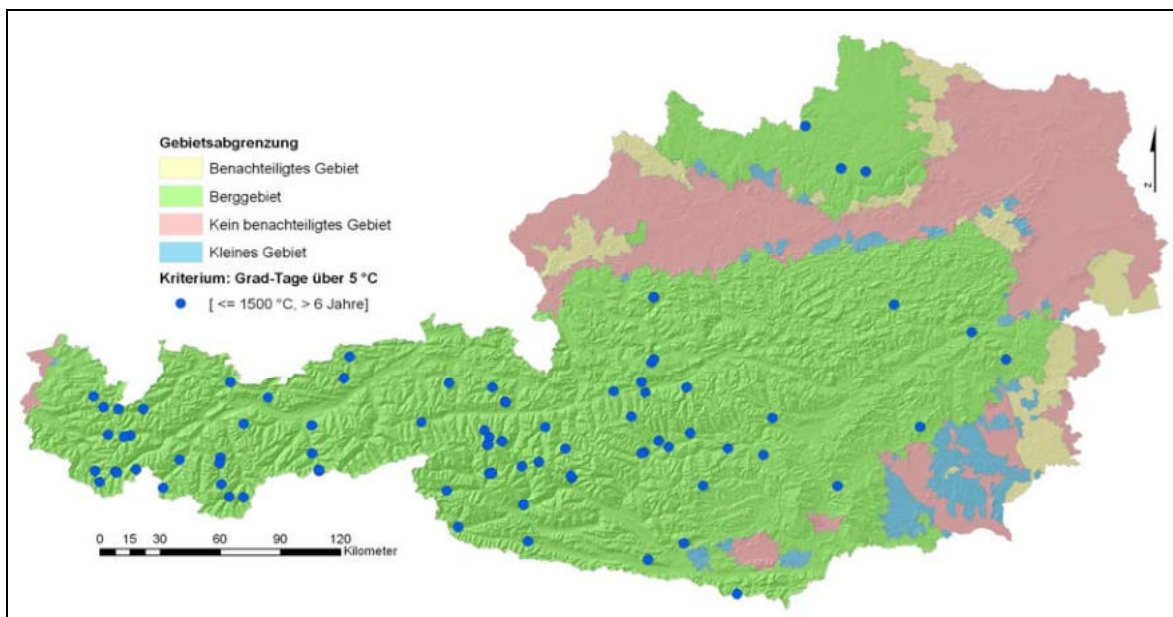 Gebietsabgrenzung
Benachteiligtes Gebiet
Berggebiet
Kein benachteiligtes Gebiet
Kleines Gebiet
Kriterium: Grad-Tage über 5 °C
[ <= 1500 °C, > 6 Jahre]
N
0 15 30 60 90 120
Kilometer